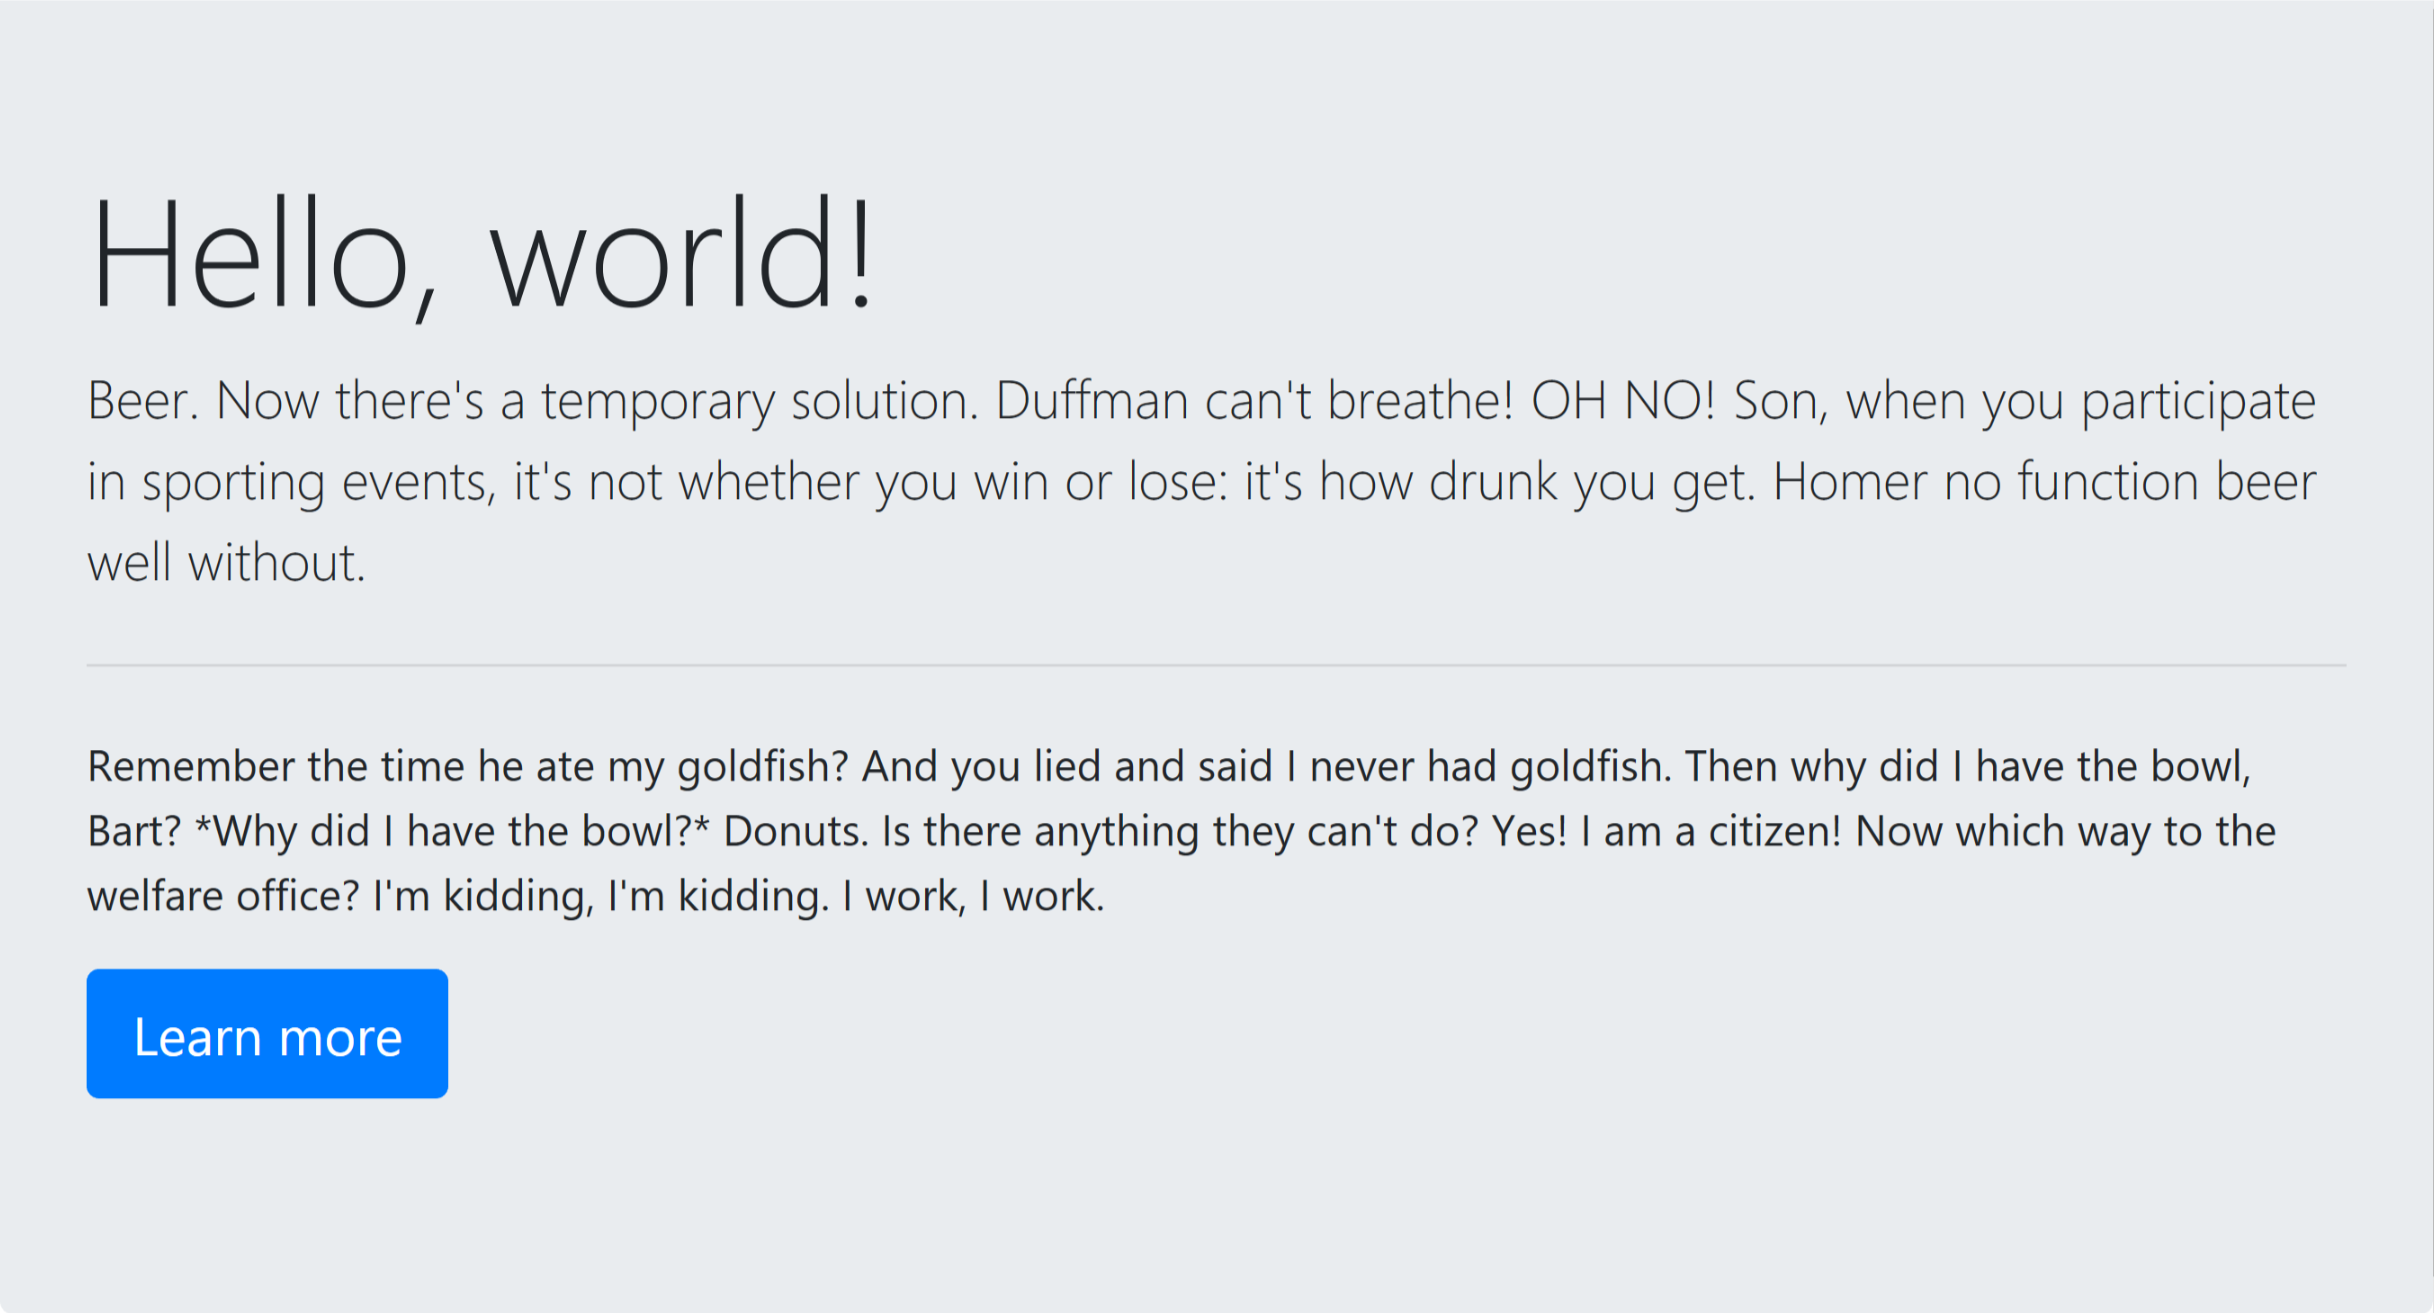 Hello, world!
Beer. Now there's a temporary solution. Duffman can't breathe! OH NO! Son, when you participate
in sporting events, it's not whether you win or lose: it's how drunk you get. Homer no function beer
well without.
Remember the time he ate my goldfish? And you lied and said I never had goldfish. Then why did I have the bowl,
Bart? *Why did I have the bowl?* Donuts. Is there anything they can't do? Yes! I am a citizen! Now which way to the
welfare office? I'm kidding, I'm kidding. I work, I work.
Learn more